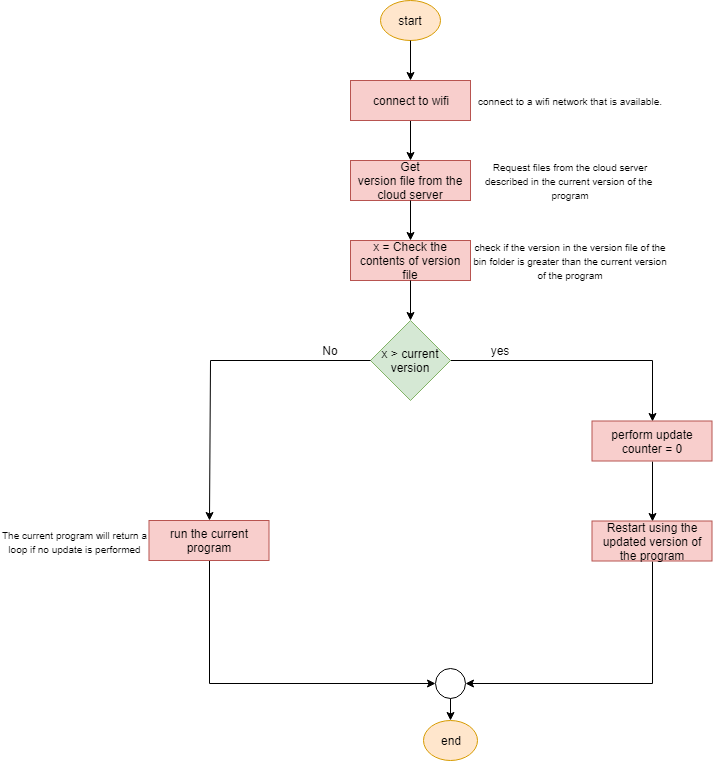 start
connect to wifi
connect to a wifi network that is available.
Get
version file from the
cloud server
Request files from the cloud server
described in the current version of the
program
x = Check the
contents of version
file
check if the version in the version file of the
bin folder is greater than the current version
of the program
x > current
version
No
yes
perform update
counter = 0
The current program will return a
loop if no update is performed
run the current
program
Restart using the
updated version of
the program
end